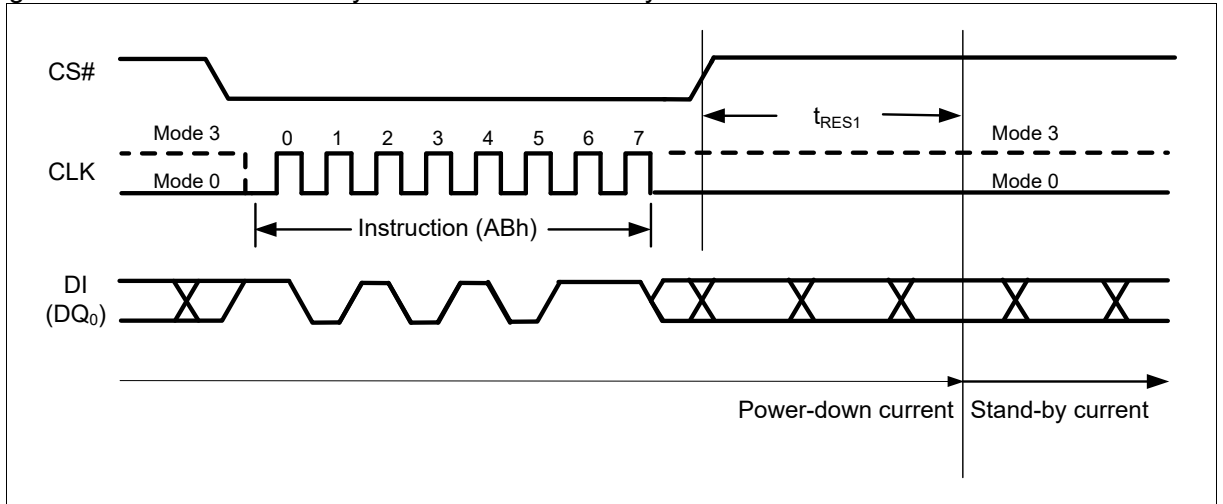 CS#
tRES1
Mode 3 0 1 2 3 4 5 6 7 Mode 3
CLK
Mode 0 Mode 0
Instruction (ABh)
DI
(DQ0)
Power-down current Stand-by current